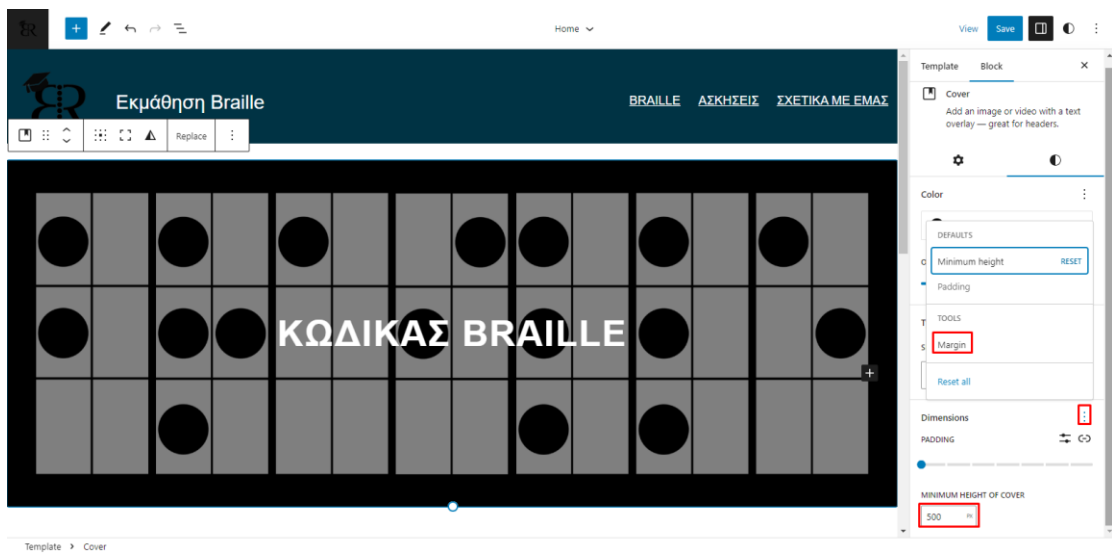 Home
View
Save
Template
Block
Εκμάθηση Braille
BRAILLE
ΑΣΚΗΣΕΙΣ
ΣΧΕΤΙΚΑ ΜΕ ΕΜΑΣ
Replace
ΚΩΔΙΚΑΣ BRAILLE
Cover
Add an image or video with a text
overlay — great for headers.
Color
DEFAULTS
Minimum height RESET
Padding
TOOLS
Margin
Reset all
Dimensions
PADDING
MINIMUM HEIGHT OF COVER
500 PX
Template > Cover